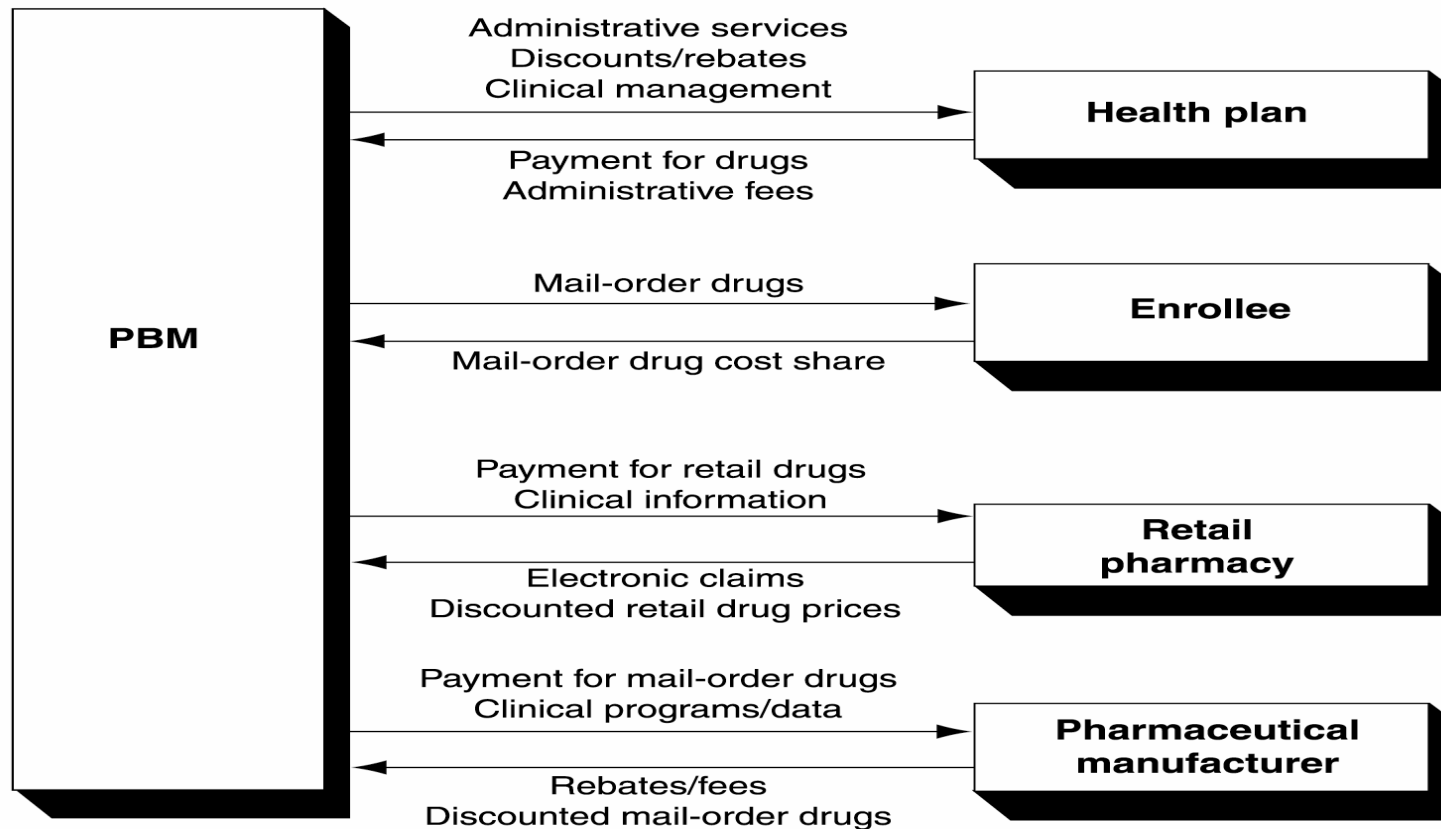 Administrative services
Discounts/rebates
Clinical management
Health plan
Payment for drugs
Administrative fees
PBM
Mail-order drugs
Enrollee
Mail-order drug cost share
Payment for retail drugs
Clinical information
Retail
pharmacy
Electronic claims
Discounted retail drug prices
Payment for mail-order drugs
Clinical programs/data
Pharmaceutical
manufacturer
Rebates/fees
Discounted mail-order drugs